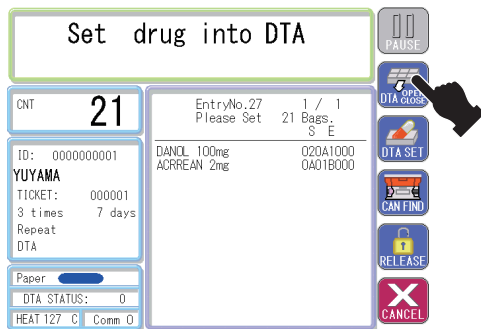 Set drug into DTA
PAUSE
DTA OPEN CLOSE
CNT 21
EntryNo.27 1 / 1
Please Set 21 Bags.
S E
DANOL 100mg 020A1000
ACRREAN 2mg 0A01B000
DTA SET
ID: 0000000001
YUYAMA
TICKET: 000001
3 times 7 days
Repeat
DTA
CAN FIND
RELEASE
Paper
DTA STATUS: 0
HEAT 127 C Comm O
CANCEL